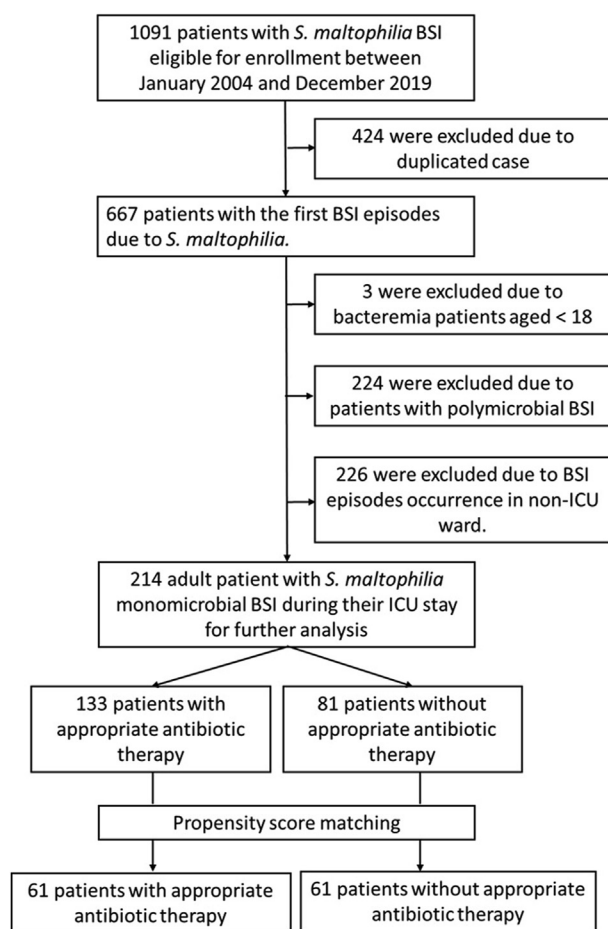 1091 patients with S. maltophilia BSI
eligible for enrollment between
January 2004 and December 2019
424 were excluded due to
duplicated case
667 patients with the first BSI episodes
due to S. maltophilia.
3 were excluded due to
bacteremia patients aged < 18
224 were excluded due to
patients with polymicrobial BSI
226 were excluded due to BSI
episodes occurrence in non-ICU
ward.
214 adult patient with S. maltophilia
monomicrobial BSI during their ICU stay
for further analysis
133 patients with
appropriate antibiotic
therapy
81 patients without
appropriate antibiotic
therapy
Propensity score matching
61 patients with appropriate
antibiotic therapy
61 patients without appropriate
antibiotic therapy